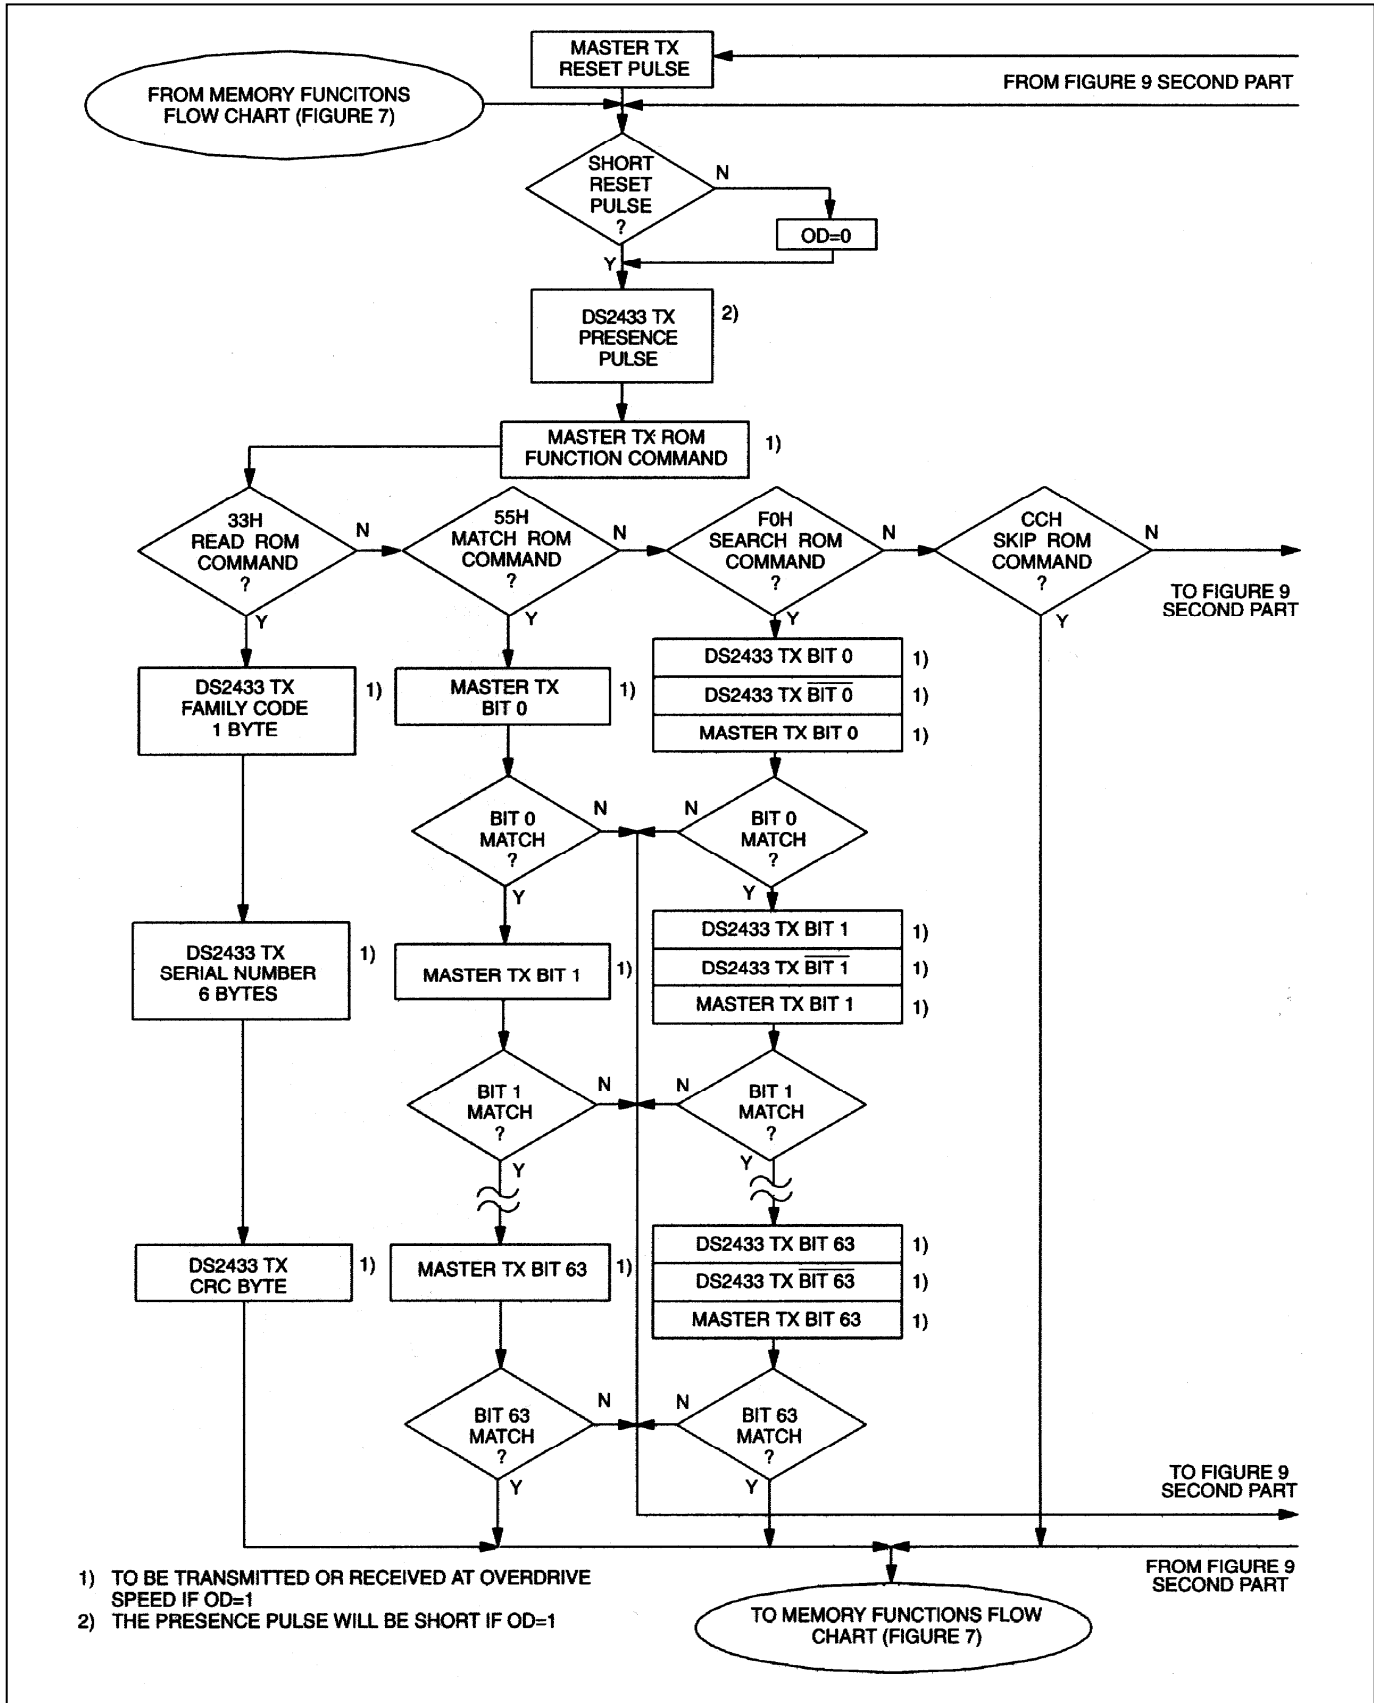 MASTER TX
RESET PULSE
FROM FIGURE 9 SECOND PART
FROM MEMORY FUNCITONS
FLOW CHART (FIGURE 7)
SHORT
RESET
PULSE
?
N
OD=0
Y
DS2433 TX
PRESENCE
PULSE
2)
MASTER TX ROM
FUNCTION COMMAND
1)
33H
READ ROM
COMMAND
?
N
Y
55H
MATCH ROM
COMMAND
?
N
Y
F0H
SEARCH ROM
COMMAND
?
N
Y
CCH
SKIP ROM
COMMAND
?
N
Y
TO FIGURE 9
SECOND PART
DS2433 TX
FAMILY CODE
1 BYTE
1)
MASTER TX
BIT 0
1)
DS2433 TX BIT 0
1)
DS2433 TX B̅I̅T̅ ̅0̅
1)
MASTER TX BIT 0
1)
BIT 0
MATCH
?
N
Y
BIT 0
MATCH
?
N
Y
DS2433 TX
SERIAL NUMBER
6 BYTES
1)
MASTER TX BIT 1
1)
DS2433 TX BIT 1
1)
DS2433 TX B̅I̅T̅ ̅1̅
1)
MASTER TX BIT 1
1)
BIT 1
MATCH
?
N
Y
BIT 1
MATCH
?
N
Y
DS2433 TX
CRC BYTE
1)
MASTER TX BIT 63
1)
DS2433 TX BIT 63
1)
DS2433 TX B̅I̅T̅ ̅6̅3̅
1)
MASTER TX BIT 63
1)
BIT 63
MATCH
?
N
Y
BIT 63
MATCH
?
N
Y
TO FIGURE 9
SECOND PART
FROM FIGURE 9
SECOND PART
1) TO BE TRANSMITTED OR RECEIVED AT OVERDRIVE
SPEED IF OD=1
2) THE PRESENCE PULSE WILL BE SHORT IF OD=1
TO MEMORY FUNCTIONS FLOW
CHART (FIGURE 7)